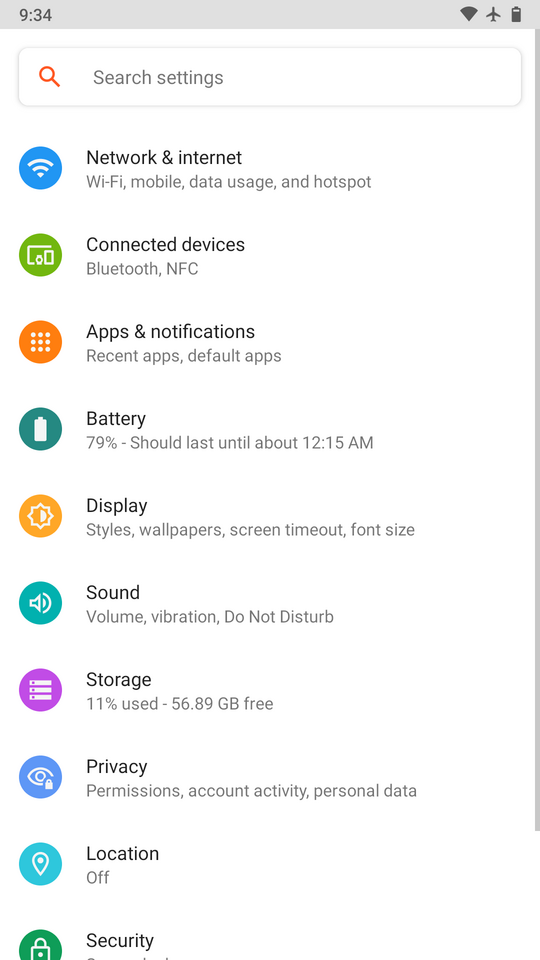 9:34
Search settings
Network & internet
Wi-Fi, mobile, data usage, and hotspot
Connected devices
Bluetooth, NFC
Apps & notifications
Recent apps, default apps
Battery
79% - Should last until about 12:15 AM
Display
Styles, wallpapers, screen timeout, font size
Sound
Volume, vibration, Do Not Disturb
Storage
11% used - 56.89 GB free
Privacy
Permissions, account activity, personal data
Location
Off
Security